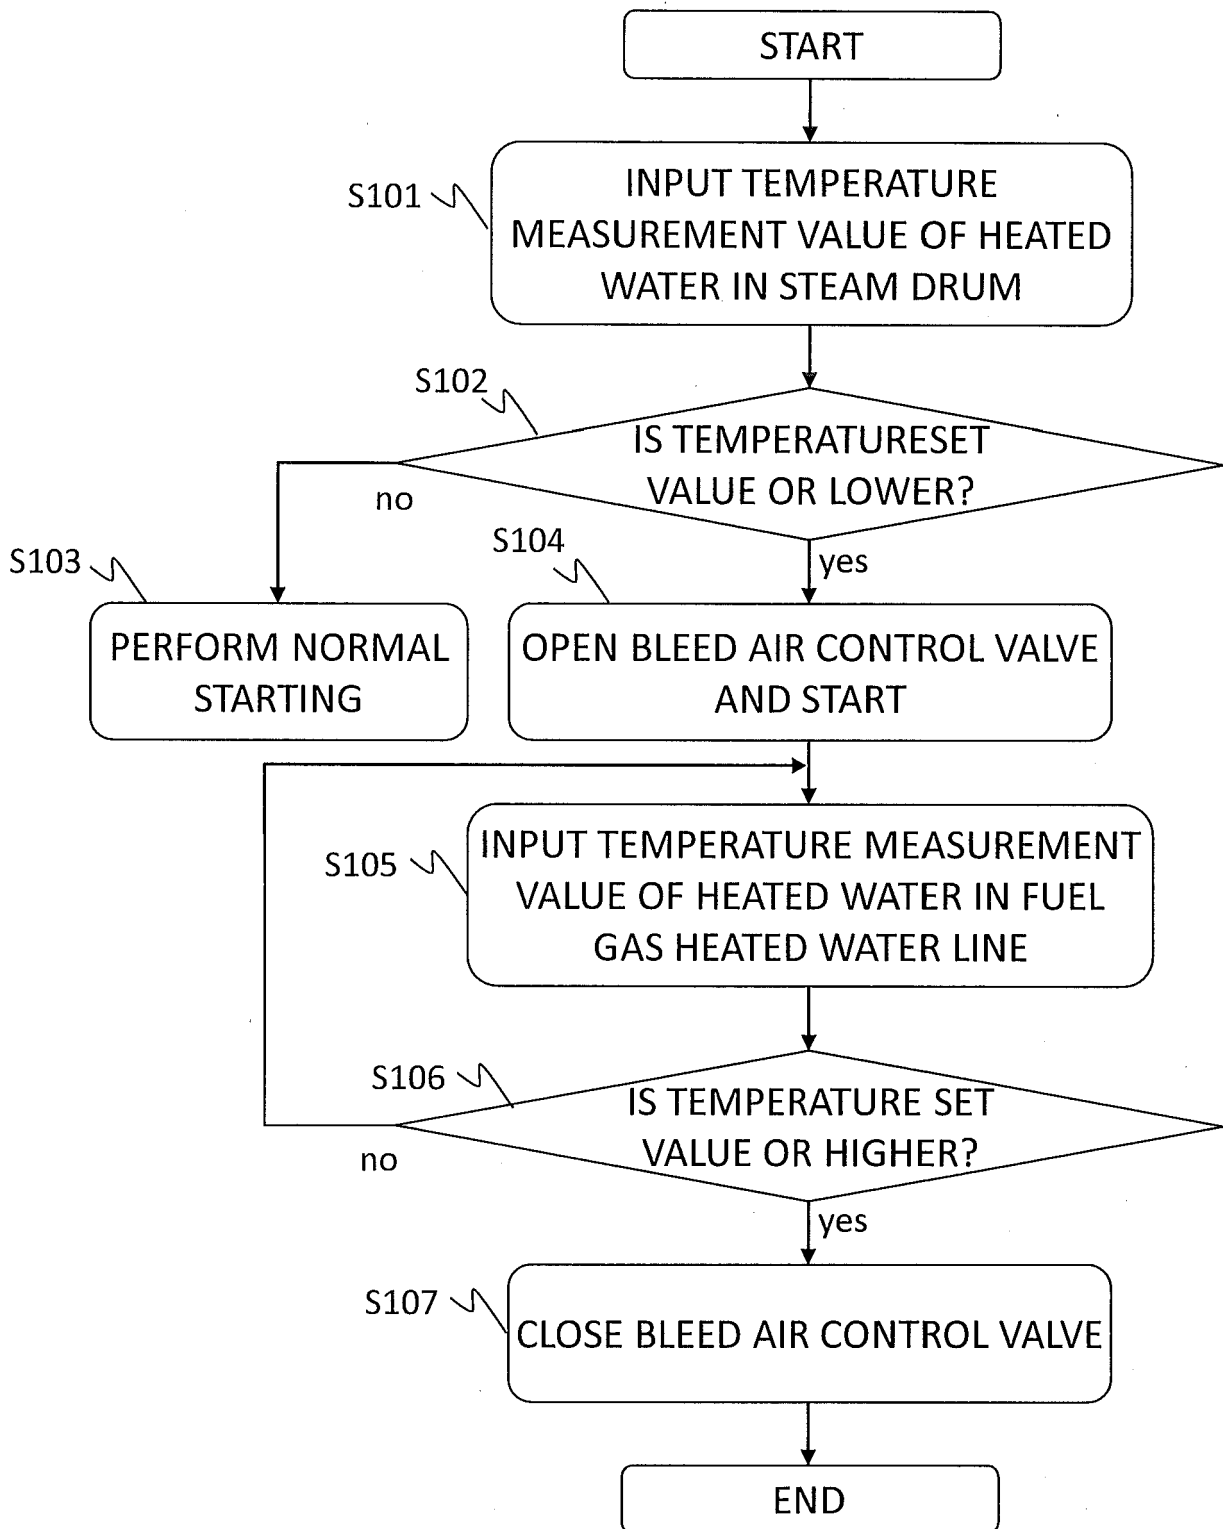 START
S101
INPUT TEMPERATURE
MEASUREMENT VALUE OF HEATED
WATER IN STEAM DRUM
S102
IS TEMPERATURESET
VALUE OR LOWER?
no
yes
S103
PERFORM NORMAL
STARTING
S104
OPEN BLEED AIR CONTROL VALVE
AND START
S105
INPUT TEMPERATURE MEASUREMENT
VALUE OF HEATED WATER IN FUEL
GAS HEATED WATER LINE
S106
IS TEMPERATURE SET
VALUE OR HIGHER?
no
yes
S107
CLOSE BLEED AIR CONTROL VALVE
END